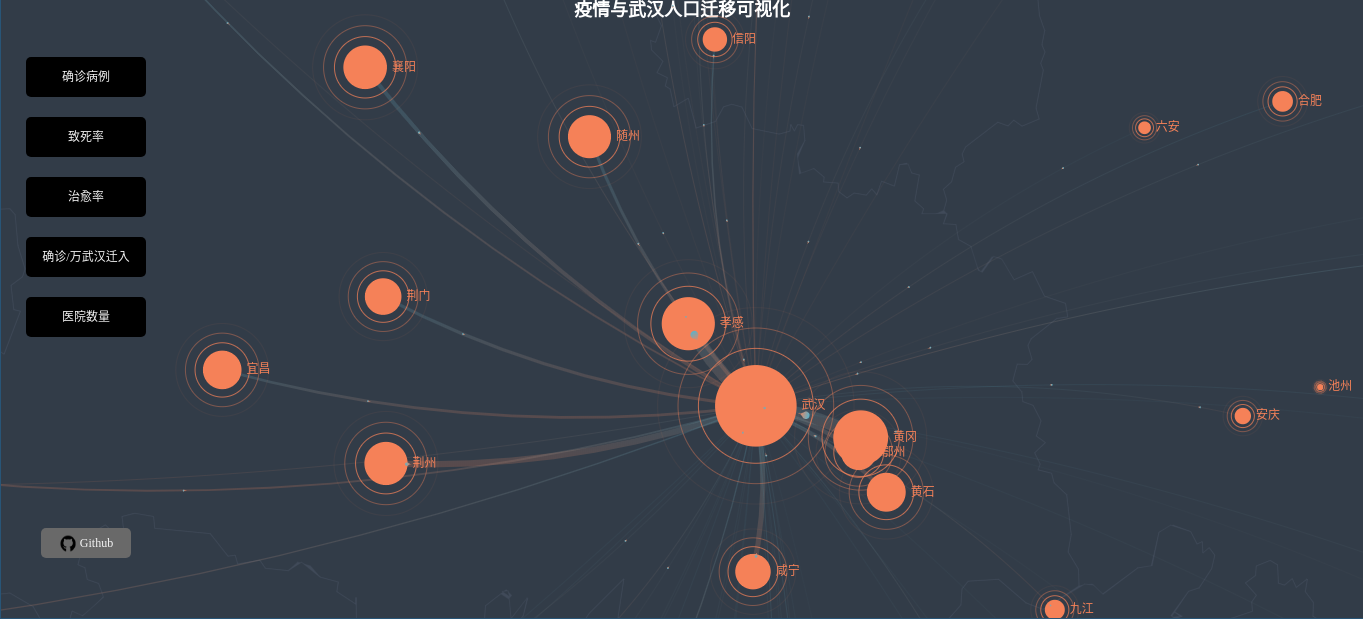 疫情与武汉人口迁移可视化
确诊病例
致死率
治愈率
确诊/万武汉迁入
医院数量
Github
襄阳
信阳
随州
合肥
六安
荆门
孝感
宜昌
武汉
池州
安庆
黄冈
鄂州
荆州
黄石
咸宁
九江